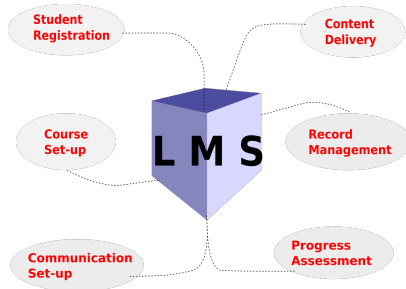 Student
Registration
Content
Delivery
Course
Set-up
L M S
Record
Management
Communication
Set-up
Progress
Assessment